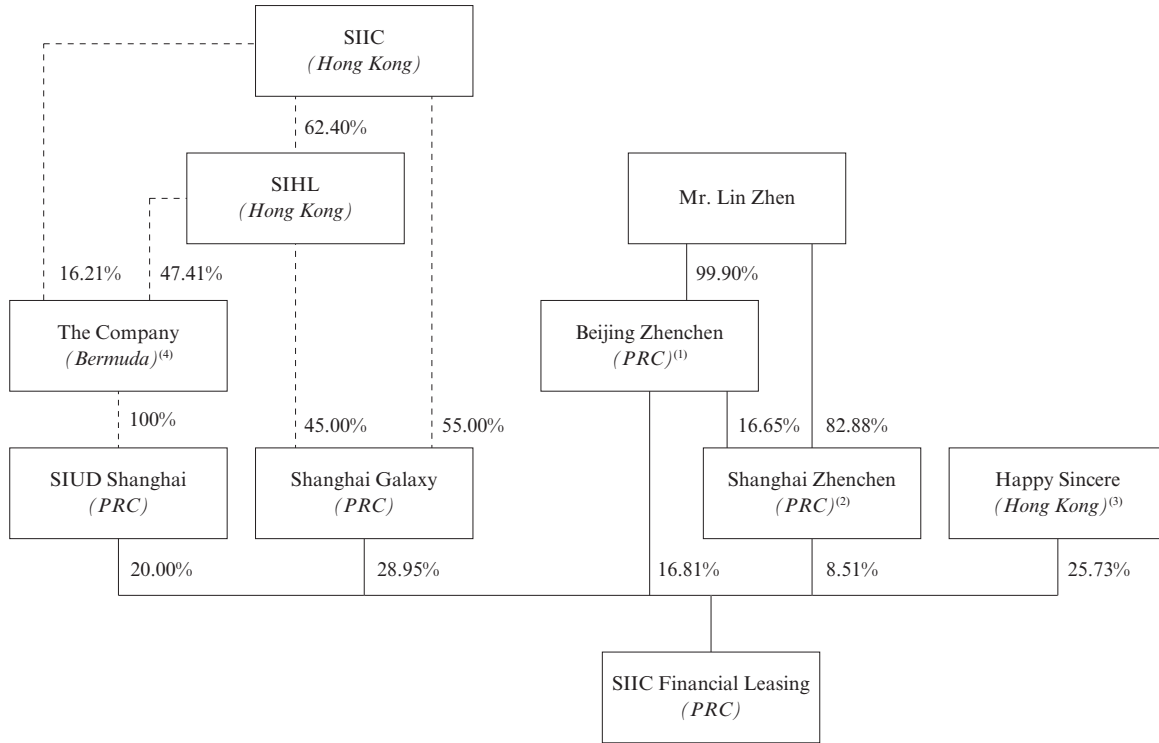 SIIC
(Hong Kong)
62.40%
SIHL
(Hong Kong)
Mr. Lin Zhen
16.21%
47.41%
99.90%
The Company
(Bermuda)(4)
Beijing Zhenchen
(PRC)(1)
100%
45.00%
55.00%
16.65%
82.88%
SIUD Shanghai
(PRC)
Shanghai Galaxy
(PRC)
Shanghai Zhenchen
(PRC)(2)
Happy Sincere
(Hong Kong)(3)
20.00%
28.95%
16.81%
8.51%
25.73%
SIIC Financial Leasing
(PRC)